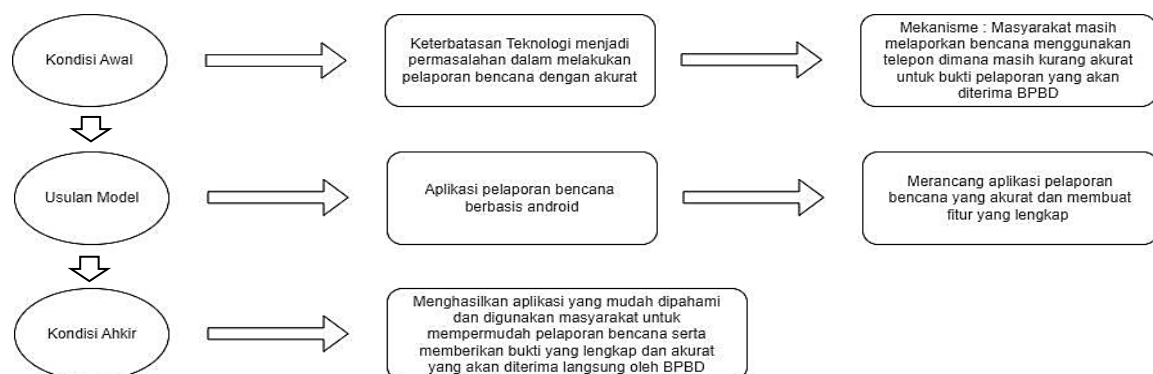 Kondisi Awal
Keterbatasan Teknologi menjadi
permasalahan dalam melakukan
pelaporan bencana dengan akurat
Mekanisme : Masyarakat masih
melaporkan bencana menggunakan
telepon dimana masih kurang akurat
untuk bukti pelaporan yang akan
diterima BPBD
Usulan Model
Aplikasi pelaporan bencana
berbasis android
Merancang aplikasi pelaporan
bencana yang akurat dan membuat
fitur yang lengkap
Kondisi Ahkir
Menghasilkan aplikasi yang mudah dipahami
dan digunakan masyarakat untuk
mempermudah pelaporan bencana serta
memberikan bukti yang lengkap dan akurat
yang akan diterima langsung oleh BPBD